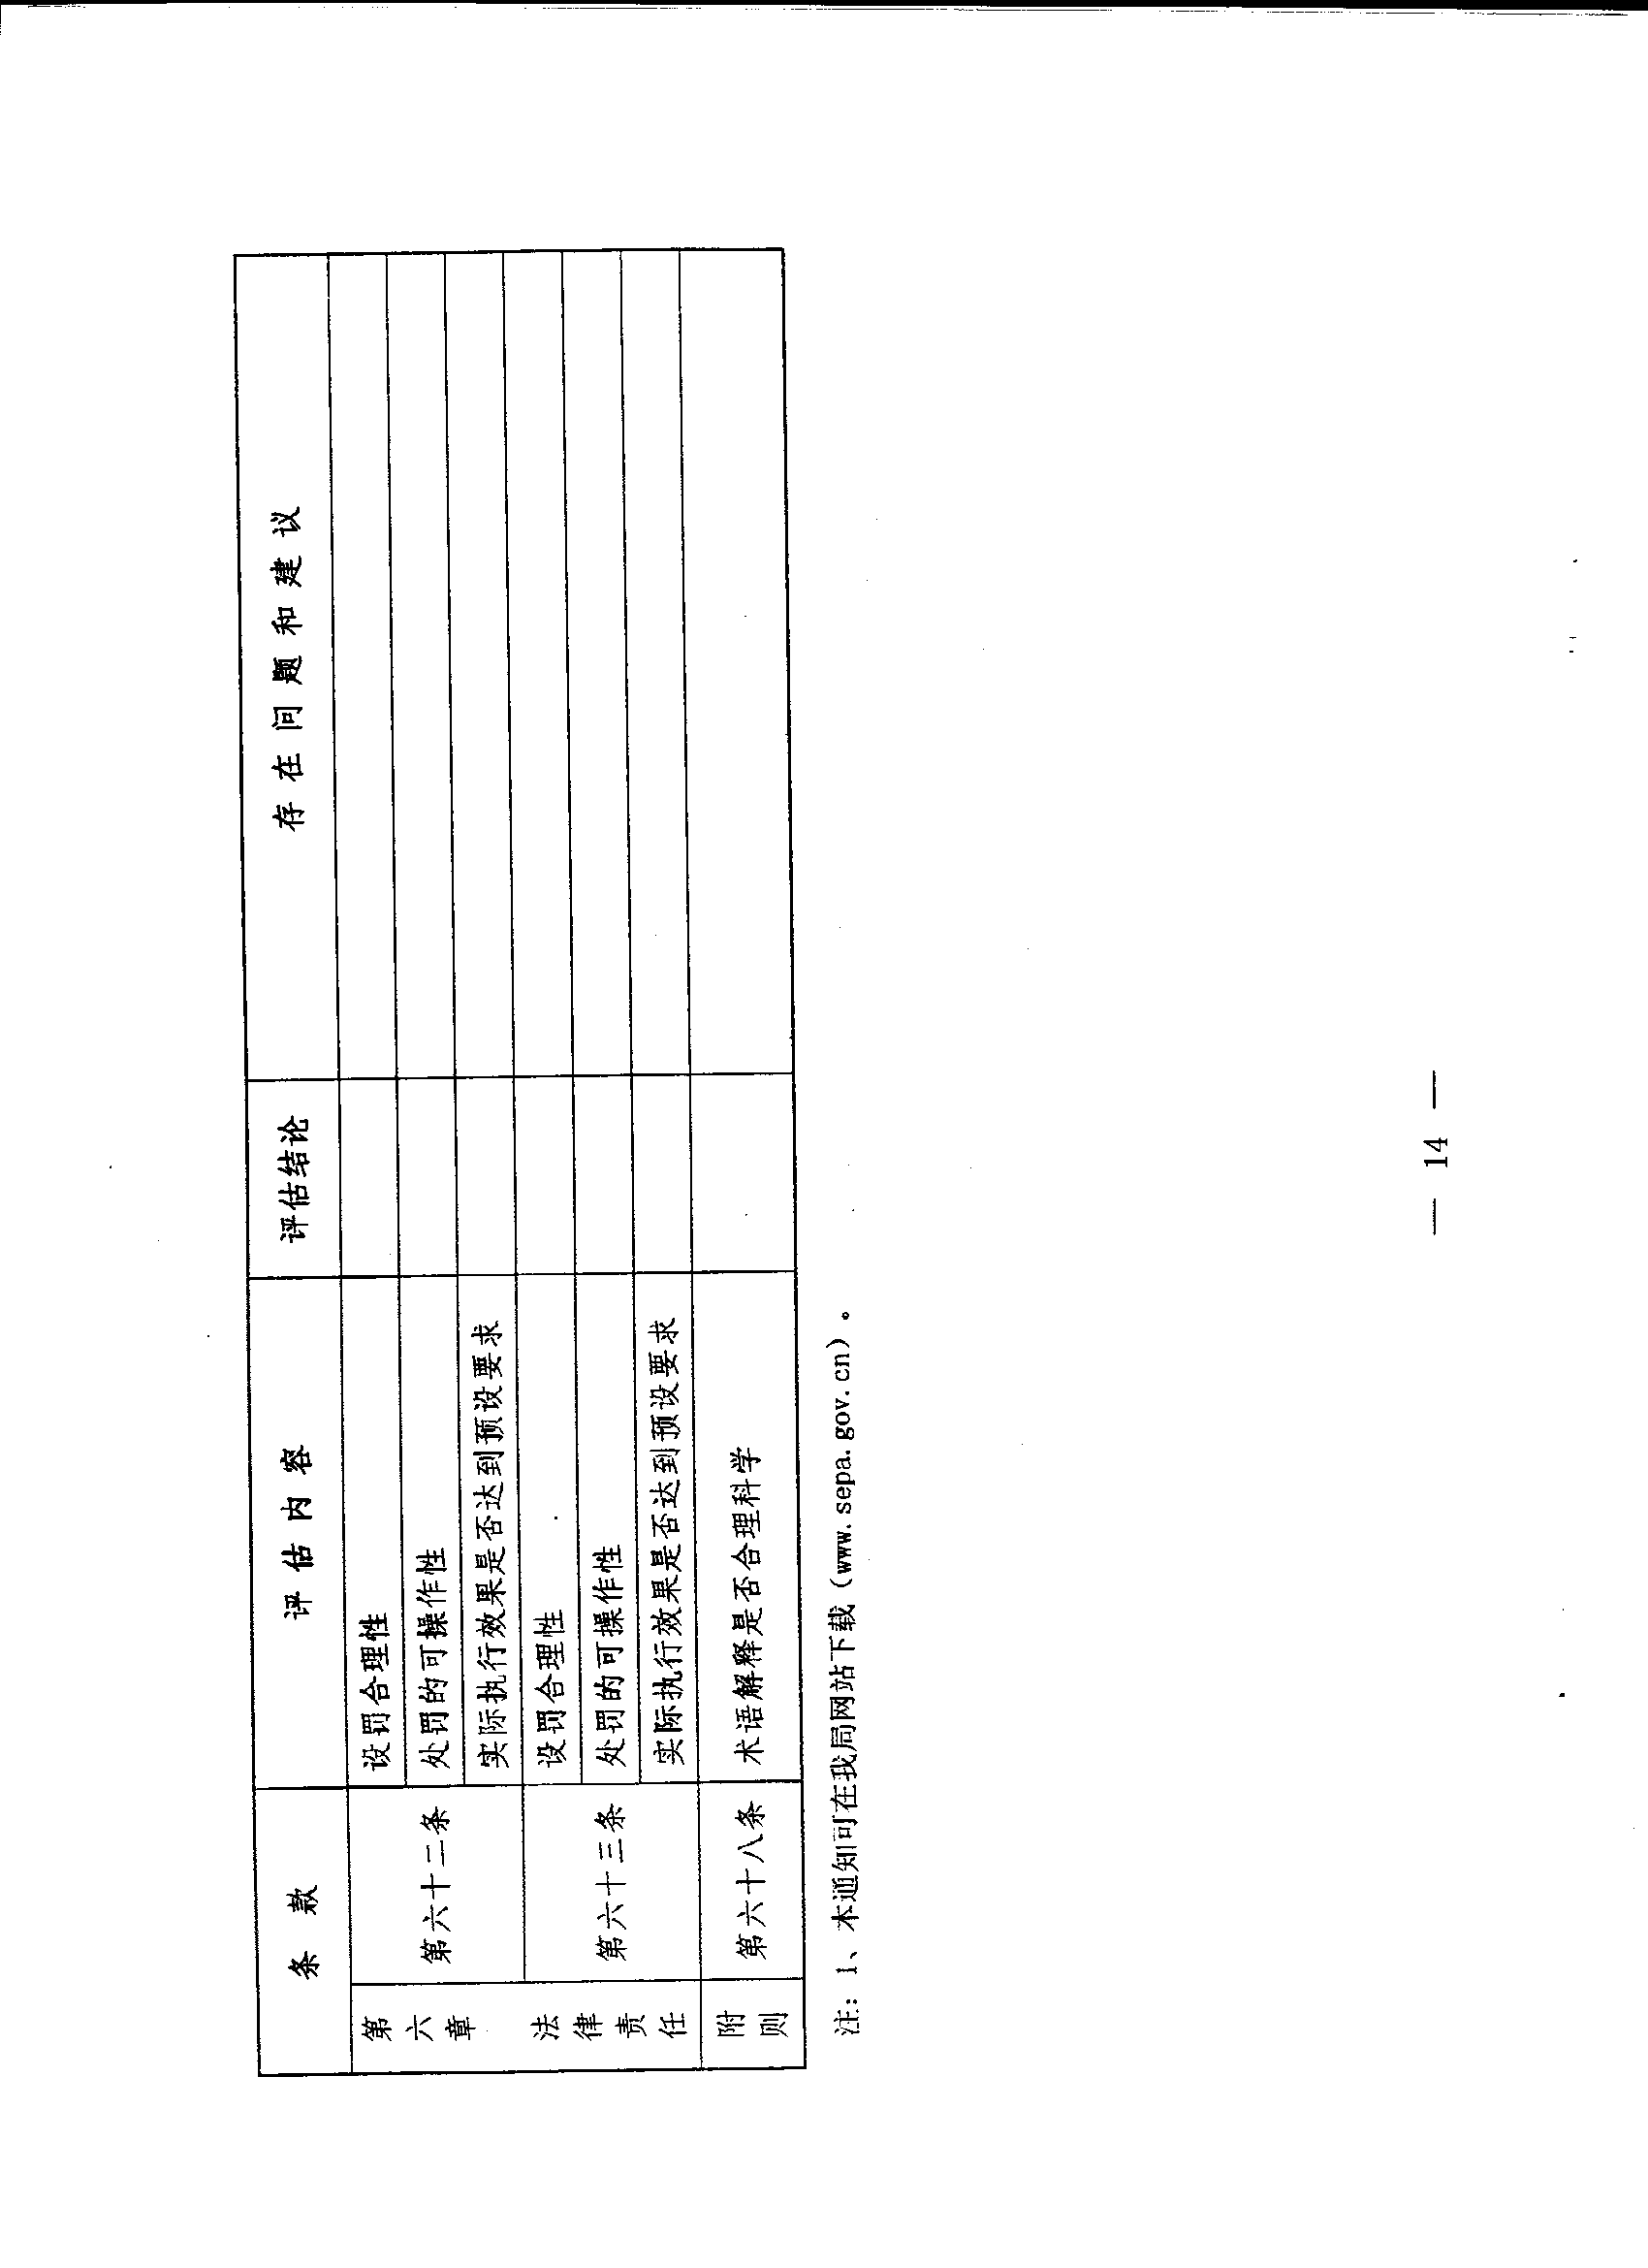 条 款 评 估 内 容 评估结论 存 在 问 题 和 建 议
第六章 法律责任 第六十二条 设罚合理性
处罚的可操作性
实际执行效果是否达到预设要求
第六十三条 设罚合理性
处罚的可操作性
实际执行效果是否达到预设要求
附则 第六十八条 术语解释是否合理科学
注：1、本通知可在我局网站下载（www.sepa.gov.cn）。
— 14 —